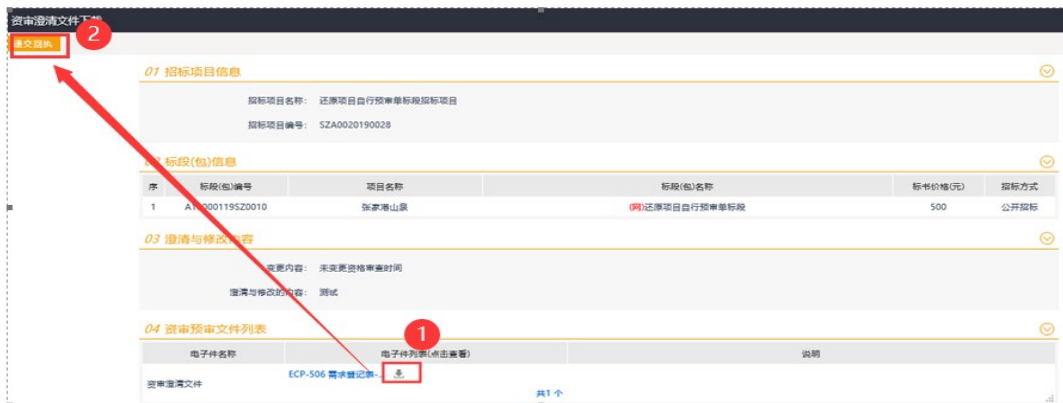 资审澄清文件下载
递交回执
2
01 招标项目信息
招标项目名称： 还原项目自行预审单标段招标项目
招标项目编号： SZA0020190028
标段(包)信息
序 标段(包)编号 项目名称 标段(包)名称 标书价格(元) 招标方式
1 张家港山泉 (网)还原项目自行预审单标段 500 公开招标
03 澄清与修改内容
变更内容： 未变更资格审查时间
澄清与修改的内容： 测试
04 资审预审文件列表
1
电子件名称 电子件列表(点击查看) 说明
资审澄清文件 ECP-506 需求登记表-...
共1 个